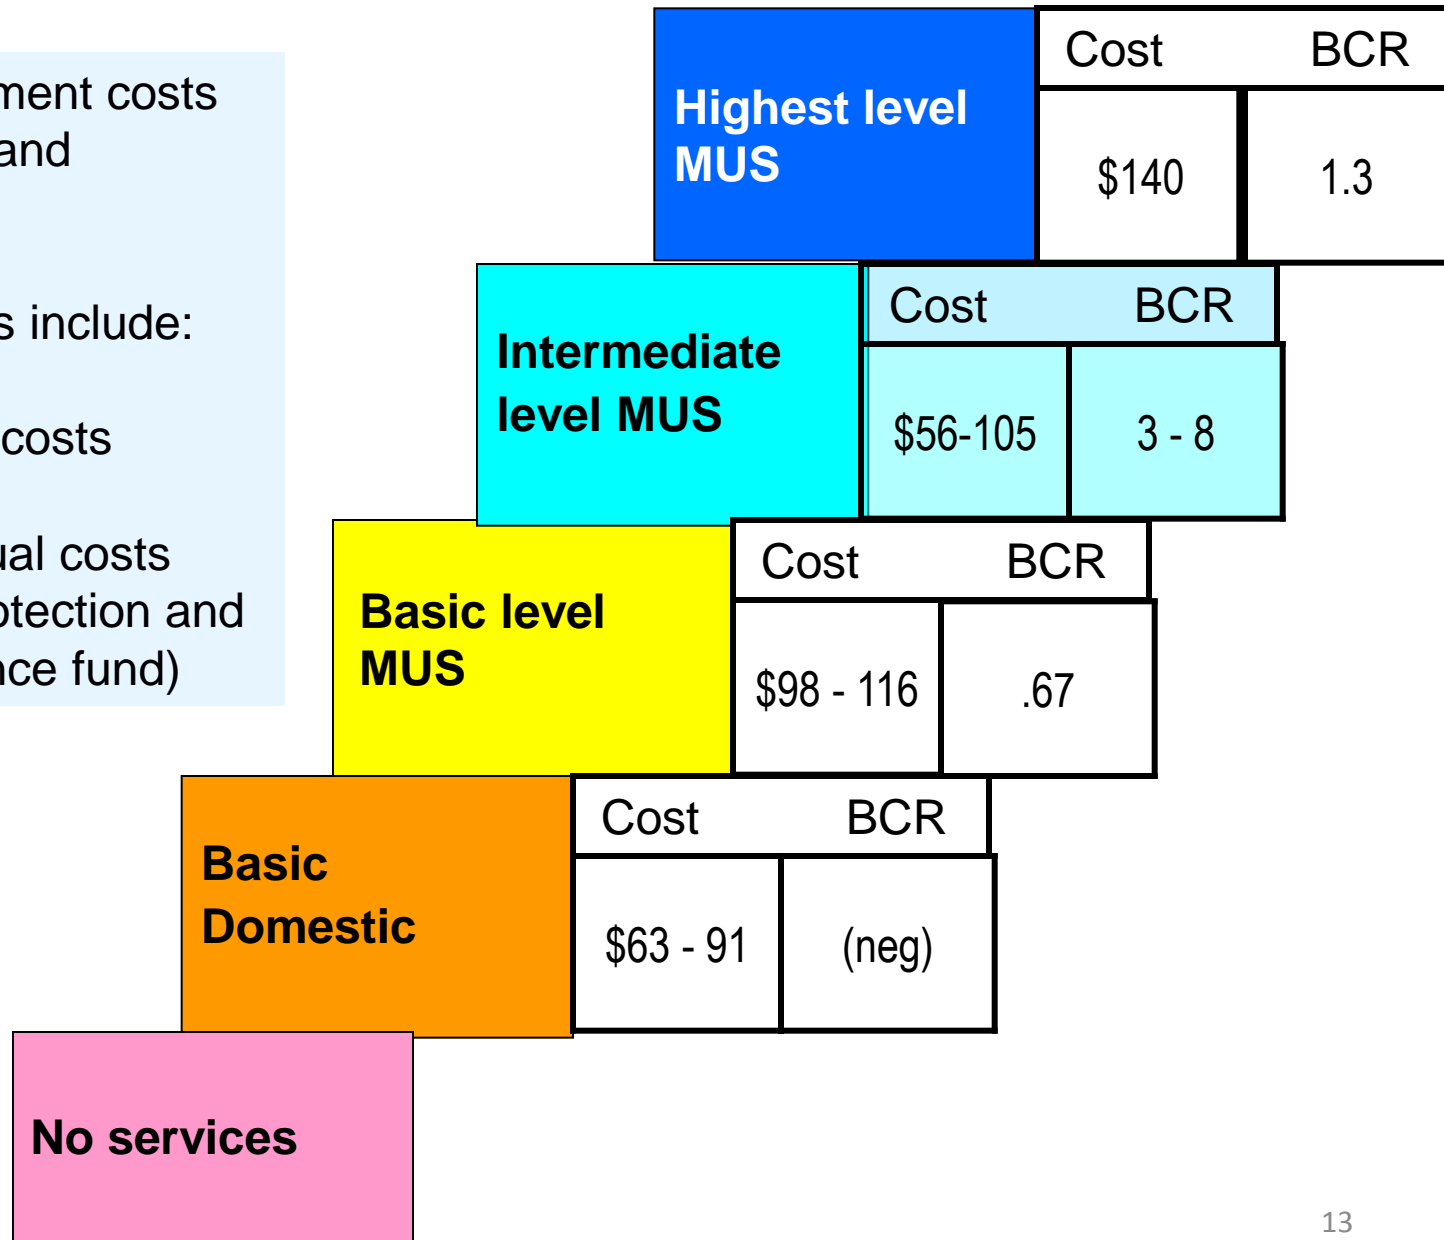 ment costs
and
s include:
costs
ual costs
otection and
nce fund)
Highest level
MUS
Cost BCR
$140 1.3
Intermediate
level MUS
Cost BCR
$56-105 3 - 8
Basic level
MUS
Cost BCR
$98 - 116 .67
Basic
Domestic
Cost BCR
$63 - 91 (neg)
No services
13